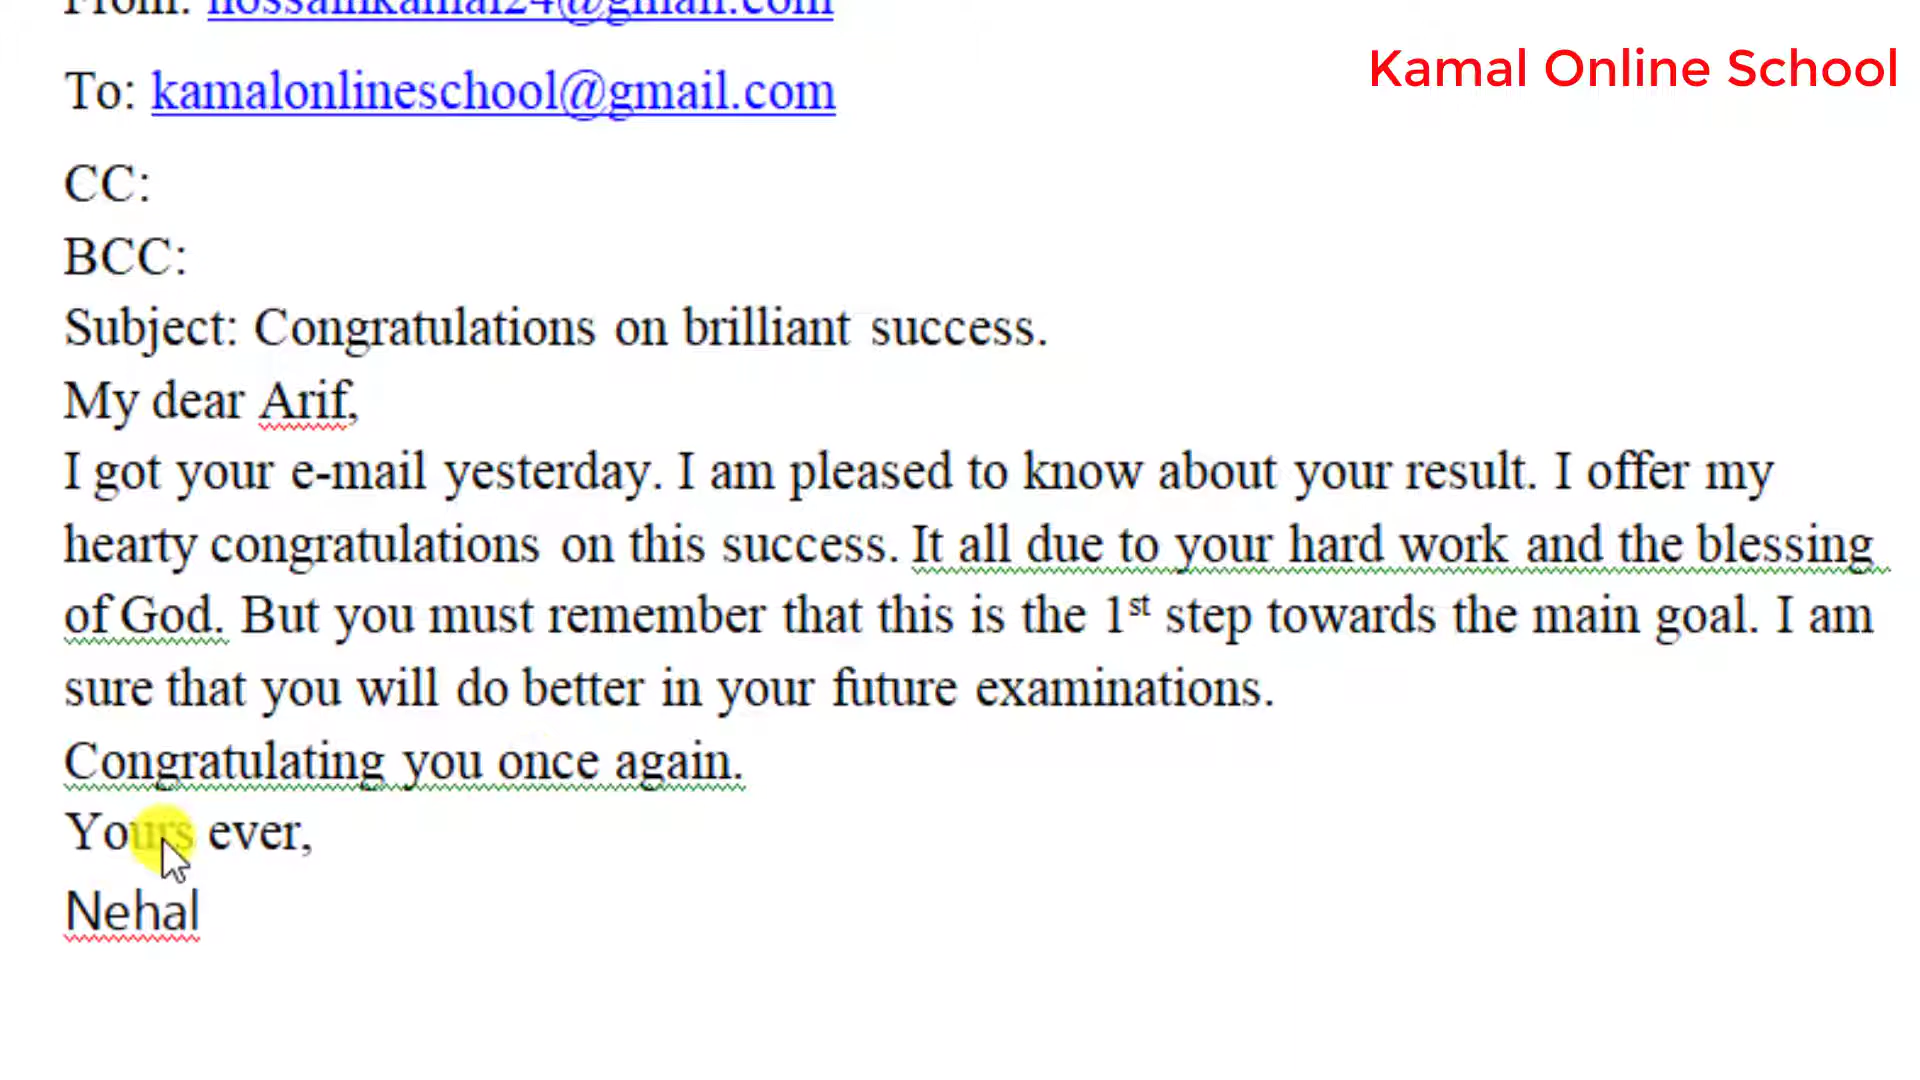 From: hossainkamal24@gmail.com
Kamal Online School
To: kamalonlineschool@gmail.com
CC:
BCC:
Subject: Congratulations on brilliant success.
My dear Arif,
I got your e-mail yesterday. I am pleased to know about your result. I offer my
hearty congratulations on this success. It all due to your hard work and the blessing
of God. But you must remember that this is the 1st step towards the main goal. I am
sure that you will do better in your future examinations.
Congratulating you once again.
Yours ever,
Nehal